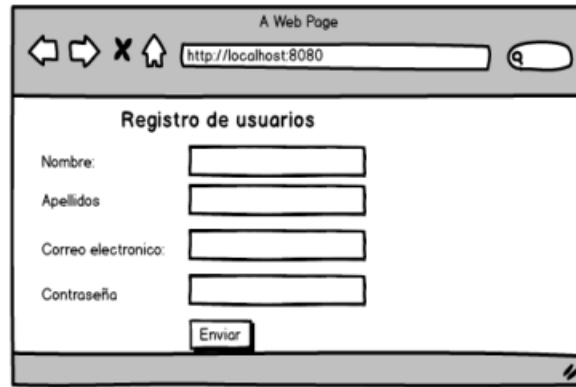 A Web Page
http://localhost:8080
Registro de usuarios
Nombre:
Apellidos
Correo electronico:
Contraseña
Enviar